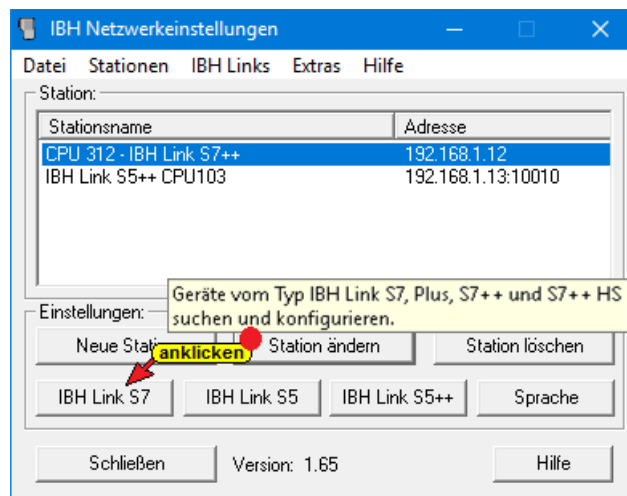 IBH Netzwerkeinstellungen
Datei Stationen IBH Links Extras Hilfe
Station:
Stationsname Adresse
CPU 312 - IBH Link S7++ 192.168.1.12
IBH Link S5++ CPU103 192.168.1.13:10010
Geräte vom Typ IBH Link S7, Plus, S7++ und S7++ HS
suchen und konfigurieren.
Einstellungen:
Neue Stati anklicken Station ändern Station löschen
IBH Link S7 IBH Link S5 IBH Link S5++ Sprache
Schließen Version: 1.65 Hilfe